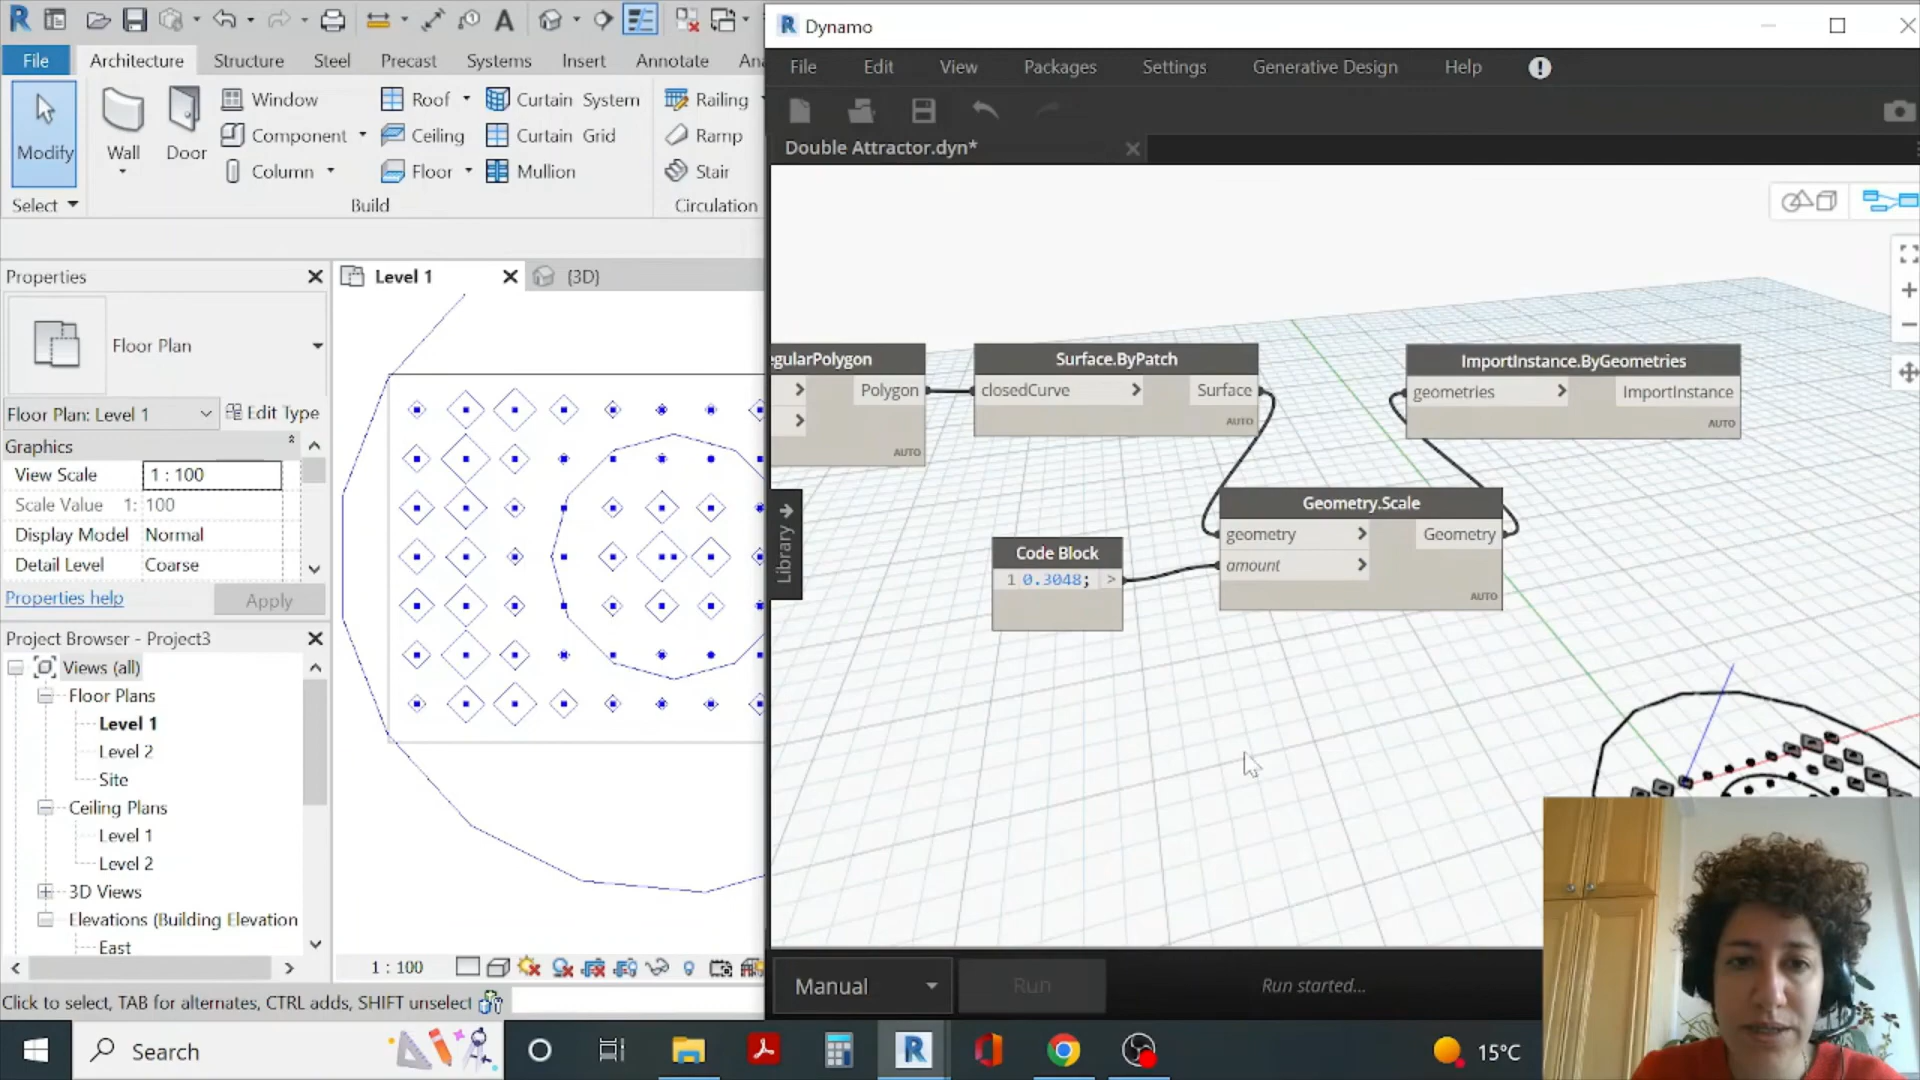 File
Architecture
Structure
Steel
Precast
Systems
Insert
Annotate
Modify
Wall
Door
Window
Component
Column
Roof
Ceiling
Floor
Curtain System
Curtain Grid
Mullion
Railing
Ramp
Stair
Select
Build
Circulation
Properties
Floor Plan
Floor Plan: Level 1
Edit Type
Graphics
View Scale
1 : 100
Scale Value 1:
100
Display Model
Normal
Detail Level
Coarse
Properties help
Apply
Project Browser - Project3
Views (all)
Floor Plans
Level 1
Level 2
Site
Ceiling Plans
Level 1
Level 2
3D Views
Elevations (Building Elevation
East
Level 1
(3D)
1 : 100
Click to select, TAB for alternates, CTRL adds, SHIFT unselect
Dynamo
File
Edit
View
Packages
Settings
Generative Design
Help
Double Attractor.dyn*
Library
egularPolygon
Polygon
AUTO
Surface.ByPatch
closedCurve
Surface
AUTO
Code Block
1 0.3048;
Geometry.Scale
geometry
amount
Geometry
AUTO
ImportInstance.ByGeometries
geometries
ImportInstance
AUTO
Manual
Run
Run started...
Search
15°C